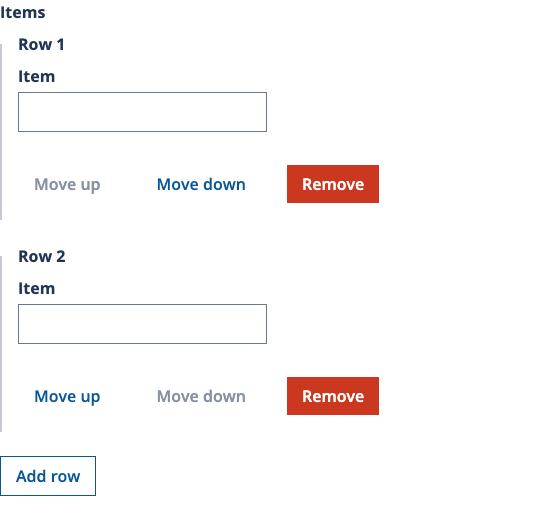 Items
Row 1
Item
Move up Move down Remove
Row 2
Item
Move up Move down Remove
Add row